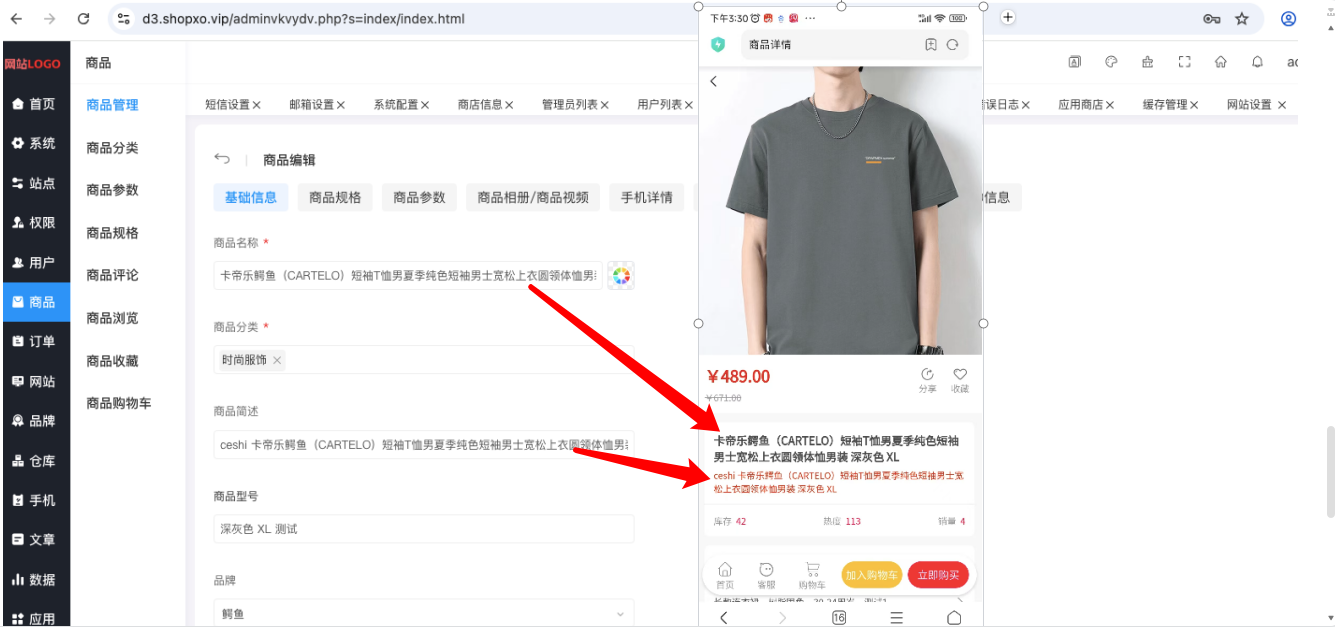 d3.shopxo.vip/adminvkvydv.php?s=index/index.html
网站LOGO
首页
系统
站点
权限
用户
商品
订单
网站
品牌
仓库
手机
文章
数据
应用
商品
商品管理
商品分类
商品参数
商品规格
商品评论
商品浏览
商品收藏
商品购物车
短信设置
邮箱设置
系统配置
商店信息
管理员列表
用户列表
误日志
应用商店
缓存管理
网站设置
商品编辑
基础信息
商品规格
商品参数
商品相册/商品视频
手机详情
信息
商品名称 *
卡帝乐鳄鱼（CARTELO）短袖T恤男夏季纯色短袖男士宽松上衣圆领体恤男
商品分类 *
时尚服饰
商品简述
ceshi 卡帝乐鳄鱼（CARTELO）短袖T恤男夏季纯色短袖男士宽松上衣圆领体恤男
商品型号
深灰色 XL 测试
品牌
鳄鱼
下午3:30
100
商品详情
¥489.00
¥671.00
分享
收藏
卡帝乐鳄鱼（CARTELO）短袖T恤男夏季纯色短袖
男士宽松上衣圆领体恤男装 深灰色 XL
ceshi 卡帝乐鳄鱼（CARTELO）短袖T恤男夏季纯色短袖男士宽
松上衣圆领体恤男装 深灰色 XL
库存 42
热度 113
销量 4
首页
客服
购物车
加入购物车
立即购买
16